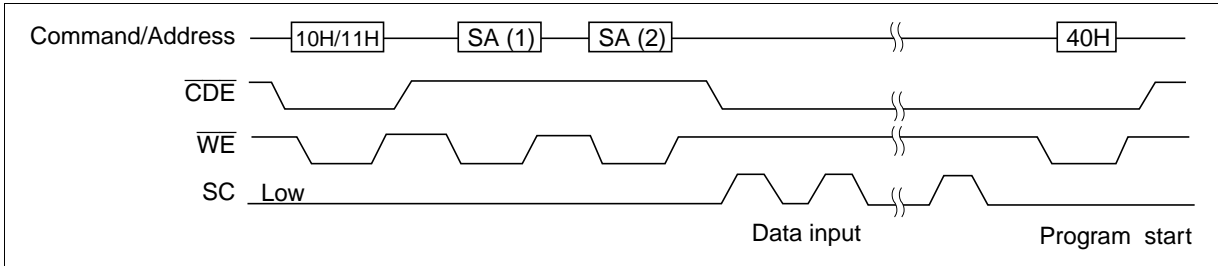 Command/Address 10H/11H SA (1) SA (2) 40H
CDE
WE
SC Low
Data input Program start